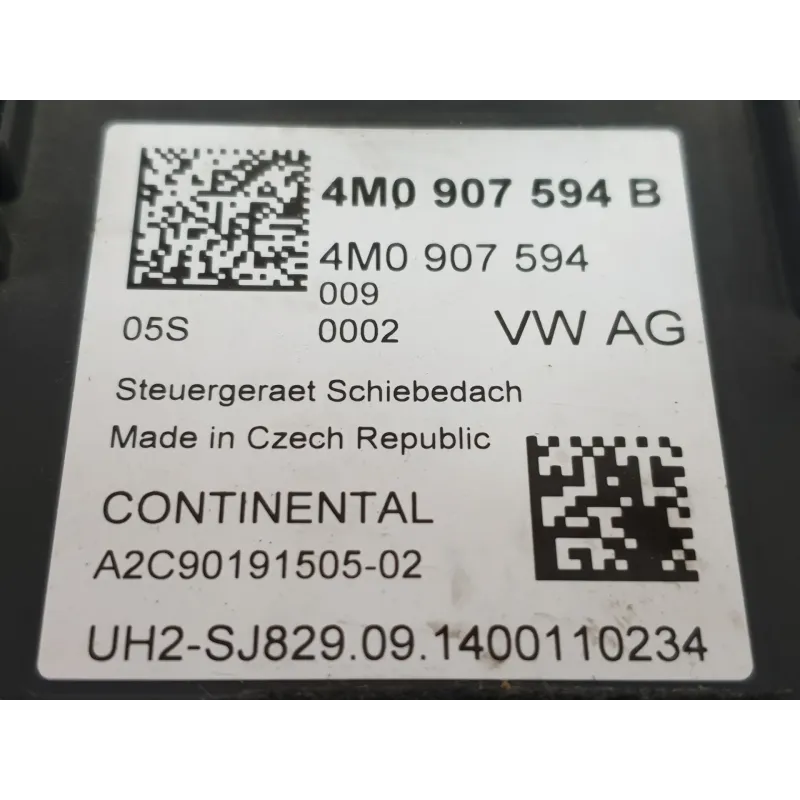 4M0 907 594 B
4M0 907 594
009
05S 0002 VW AG
Steuergeraet Schiebedach
Made in Czech Republic
CONTINENTAL
A2C90191505-02
UH2-SJ829.09.1400110234